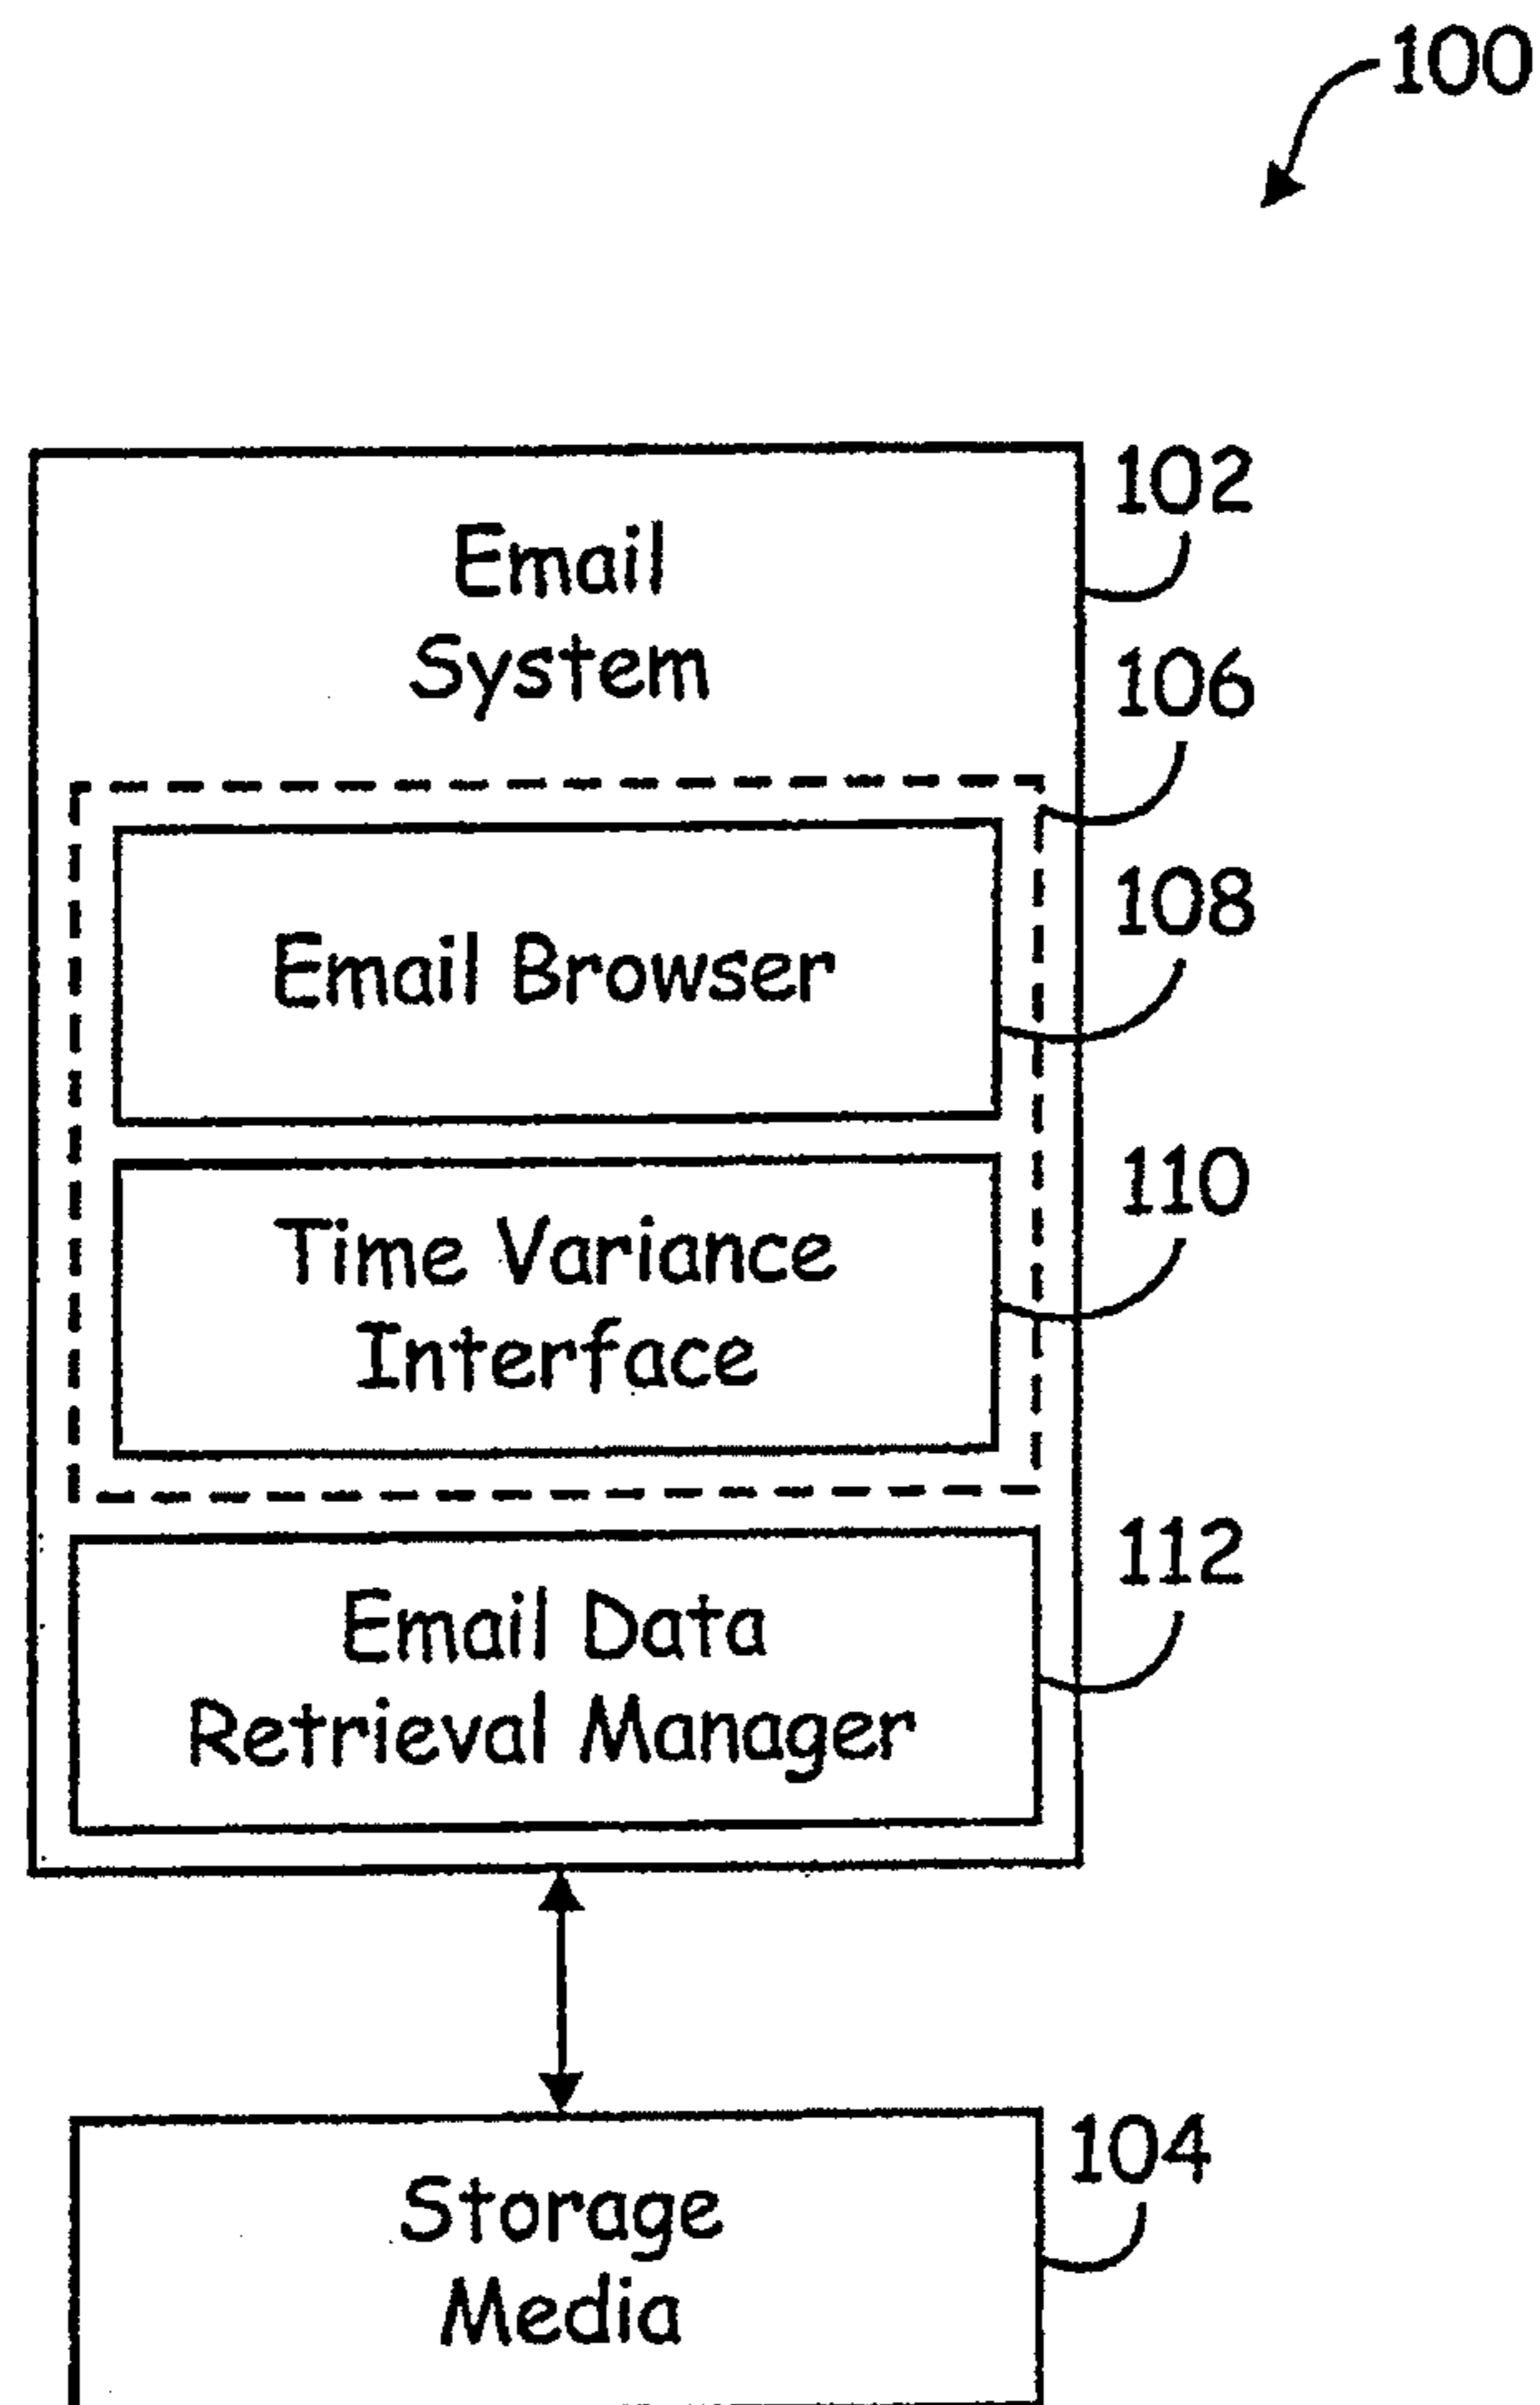 100
102
Email
System
106
108
Email Browser
110
Time Variance
Interface
112
Email Data
Retrieval Manager
104
Storage
Media